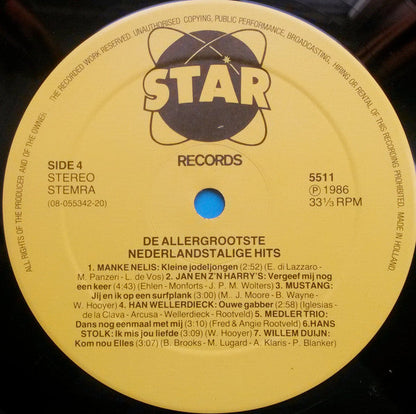 ALL RIGHTS OF THE PRODUCER AND OF THE OWNER OF THE RECORDED WORK RESERVED UNAUTHORISED COPYING, PUBLIC PERFORMANCE, BROADCASTING, HIRING OR RENTAL OF THIS RECORD PROHIBITED. MADE IN HOLLAND
STAR
RECORDS
SIDE 4
STEREO
STEMRA
(08-055342-20)
5511
℗ 1986
33⅓ RPM
DE ALLERGROOTSTE
NEDERLANDSTALIGE HITS
1. MANKE NELIS: Kleine jodeljongen (2:52) (E. di Lazzaro -
M. Panzen - L. de Vos) 2. JAN EN Z'N HARRY'S: Vergeef mij nog
een keer (4:43) (Ehlen - Monforts - J. P. M. Wolters) 3. MUSTANG:
Jij en ik op een surfplank (3:00) (M. J. Moore - B. Wayne -
W. Hooyer) 4. HAN WELLERDIECK: Ouwe gabber (2:58) (Iglesias
- de la Clava - Arcusa - Wellerdieck - Rootveld) 5. MEDLER TRIO:
Dans nog eenmaal met mij (3:10) (Fred & Angie Rootveld) 6. HANS
STOLK: Ik mis jou liefde (3:09) (W. Hooyer) 7. WILLEM DUIJN:
Kom nou Elles (3:07) (B. Brooks - M. Lugard - A. Klaris - P. Blanker)